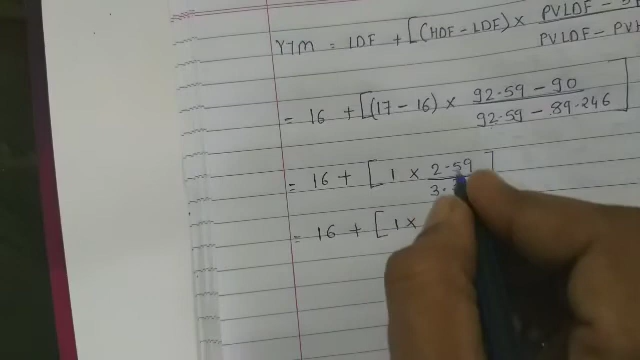 YTM = LDF + [(HDF - LDF) × PVLDF - / PVLDF -
= 16 + [(17 - 16) × 92.59 - 90 / 92.59 - 89.246]
= 16 + [1 × 2.59 / 3.]
= 16 + [1 ×